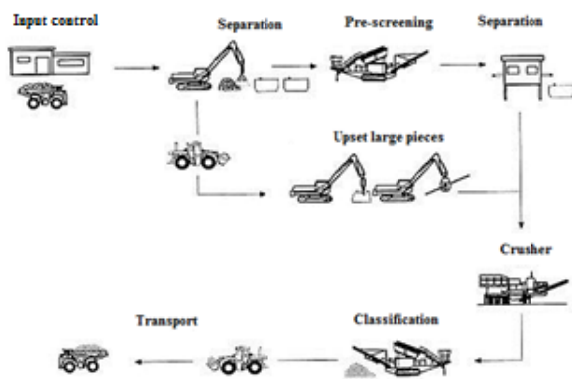 Input control
Separation
Pre-screening
Separation
Upset large pieces
Crusher
Transport
Classification